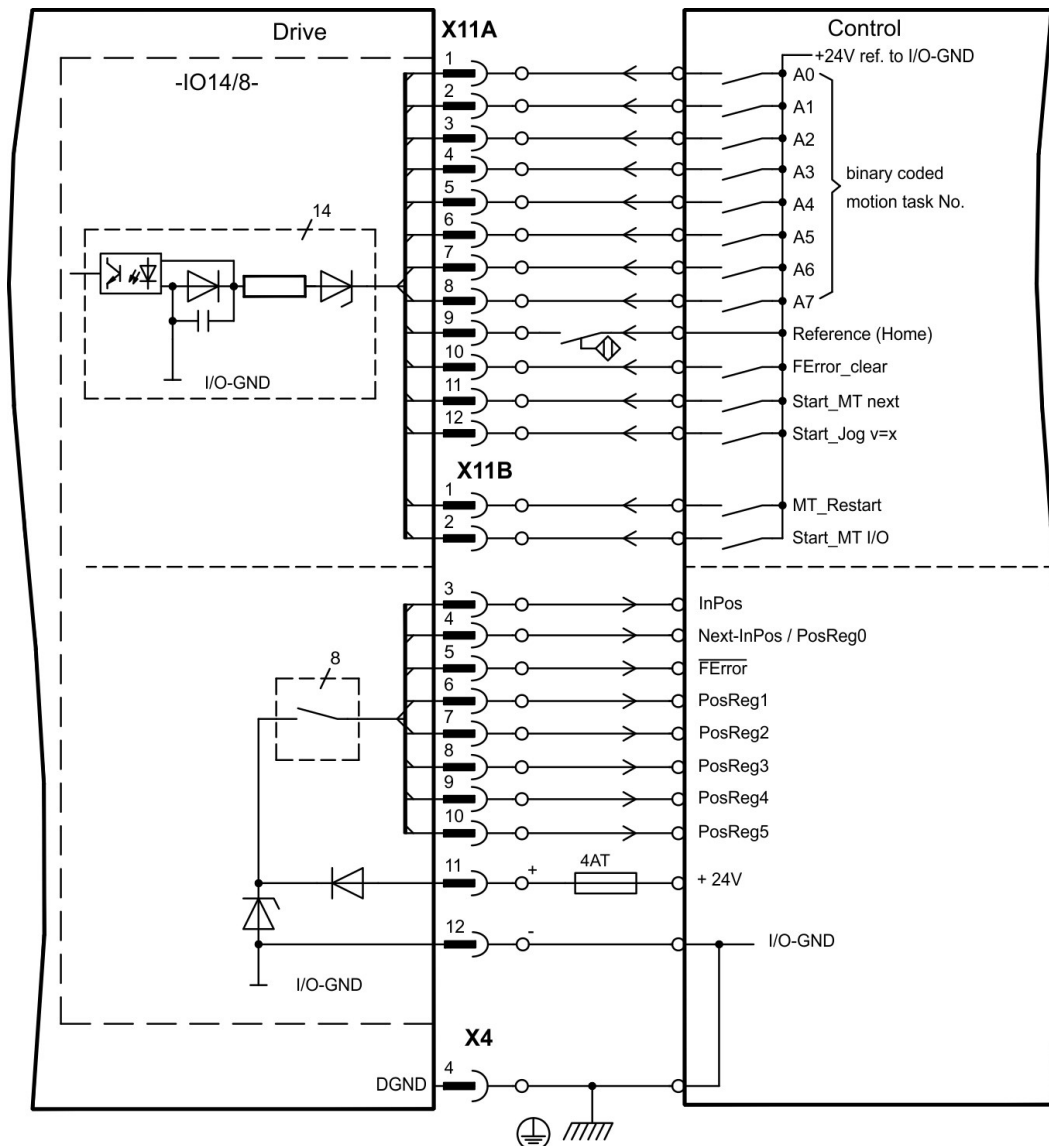 Drive
X11A
Control
-IO14/8-
+24V ref. to I/O-GND
1
A0
2
A1
3
A2
4
A3
binary coded
motion task No.
5
A4
6
A5
14
7
A6
8
A7
9
Reference (Home)
10
FError_clear
I/O-GND
11
Start_MT next
12
Start_Jog v=x
X11B
1
MT_Restart
2
Start_MT I/O
3
InPos
4
Next-InPos / PosReg0
5
FError
8
6
PosReg1
7
PosReg2
8
PosReg3
9
PosReg4
10
PosReg5
11
+
4AT
+ 24V
12
-
I/O-GND
I/O-GND
X4
DGND
4